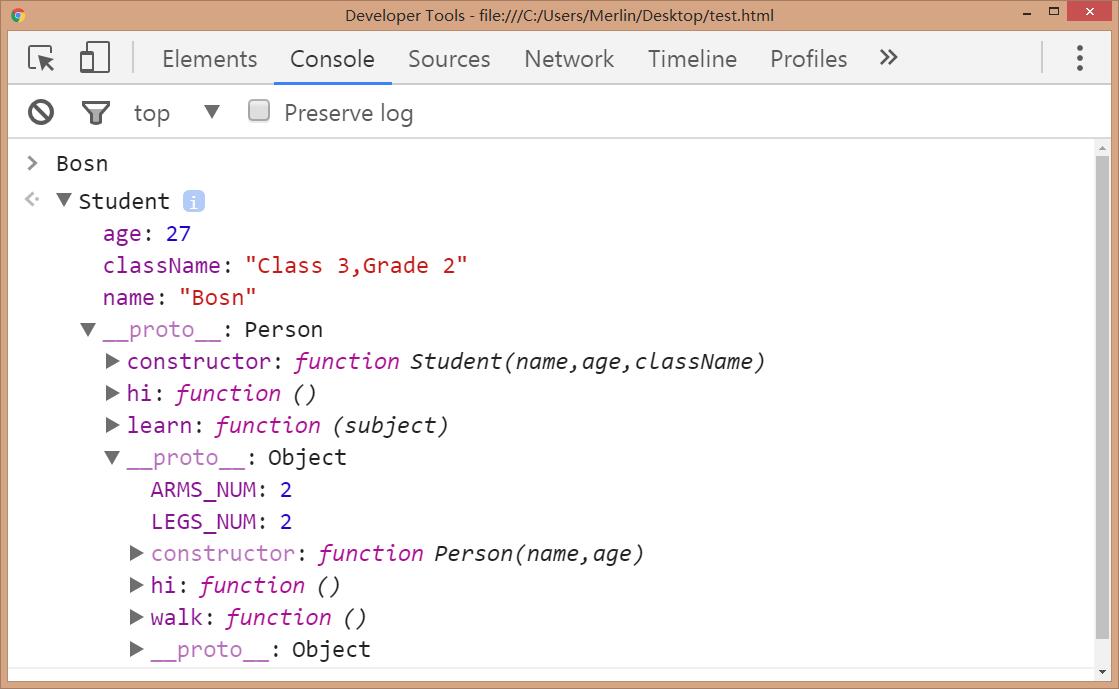 Developer Tools - file:///C:/Users/Merlin/Desktop/test.html
Elements Console Sources Network Timeline Profiles »
top ▼ Preserve log
> Bosn
▼ Student i
age: 27
className: "Class 3,Grade 2"
name: "Bosn"
▼ __proto__: Person
▶ constructor: function Student(name,age,className)
▶ hi: function ()
▶ learn: function (subject)
▼ __proto__: Object
ARMS_NUM: 2
LEGS_NUM: 2
▶ constructor: function Person(name,age)
▶ hi: function ()
▶ walk: function ()
▶ __proto__: Object